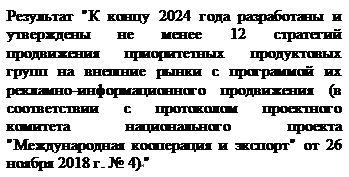 Результат "К концу 2024 года разработаны и
утверждены не менее 12 стратегий
продвижения приоритетных продуктовых
групп на внешние рынки с программой их
рекламно-информационного продвижения (в
соответствии с протоколом проектного
комитета национального проекта
"Международная кооперация и экспорт" от 26
ноября 2018 г. № 4)."